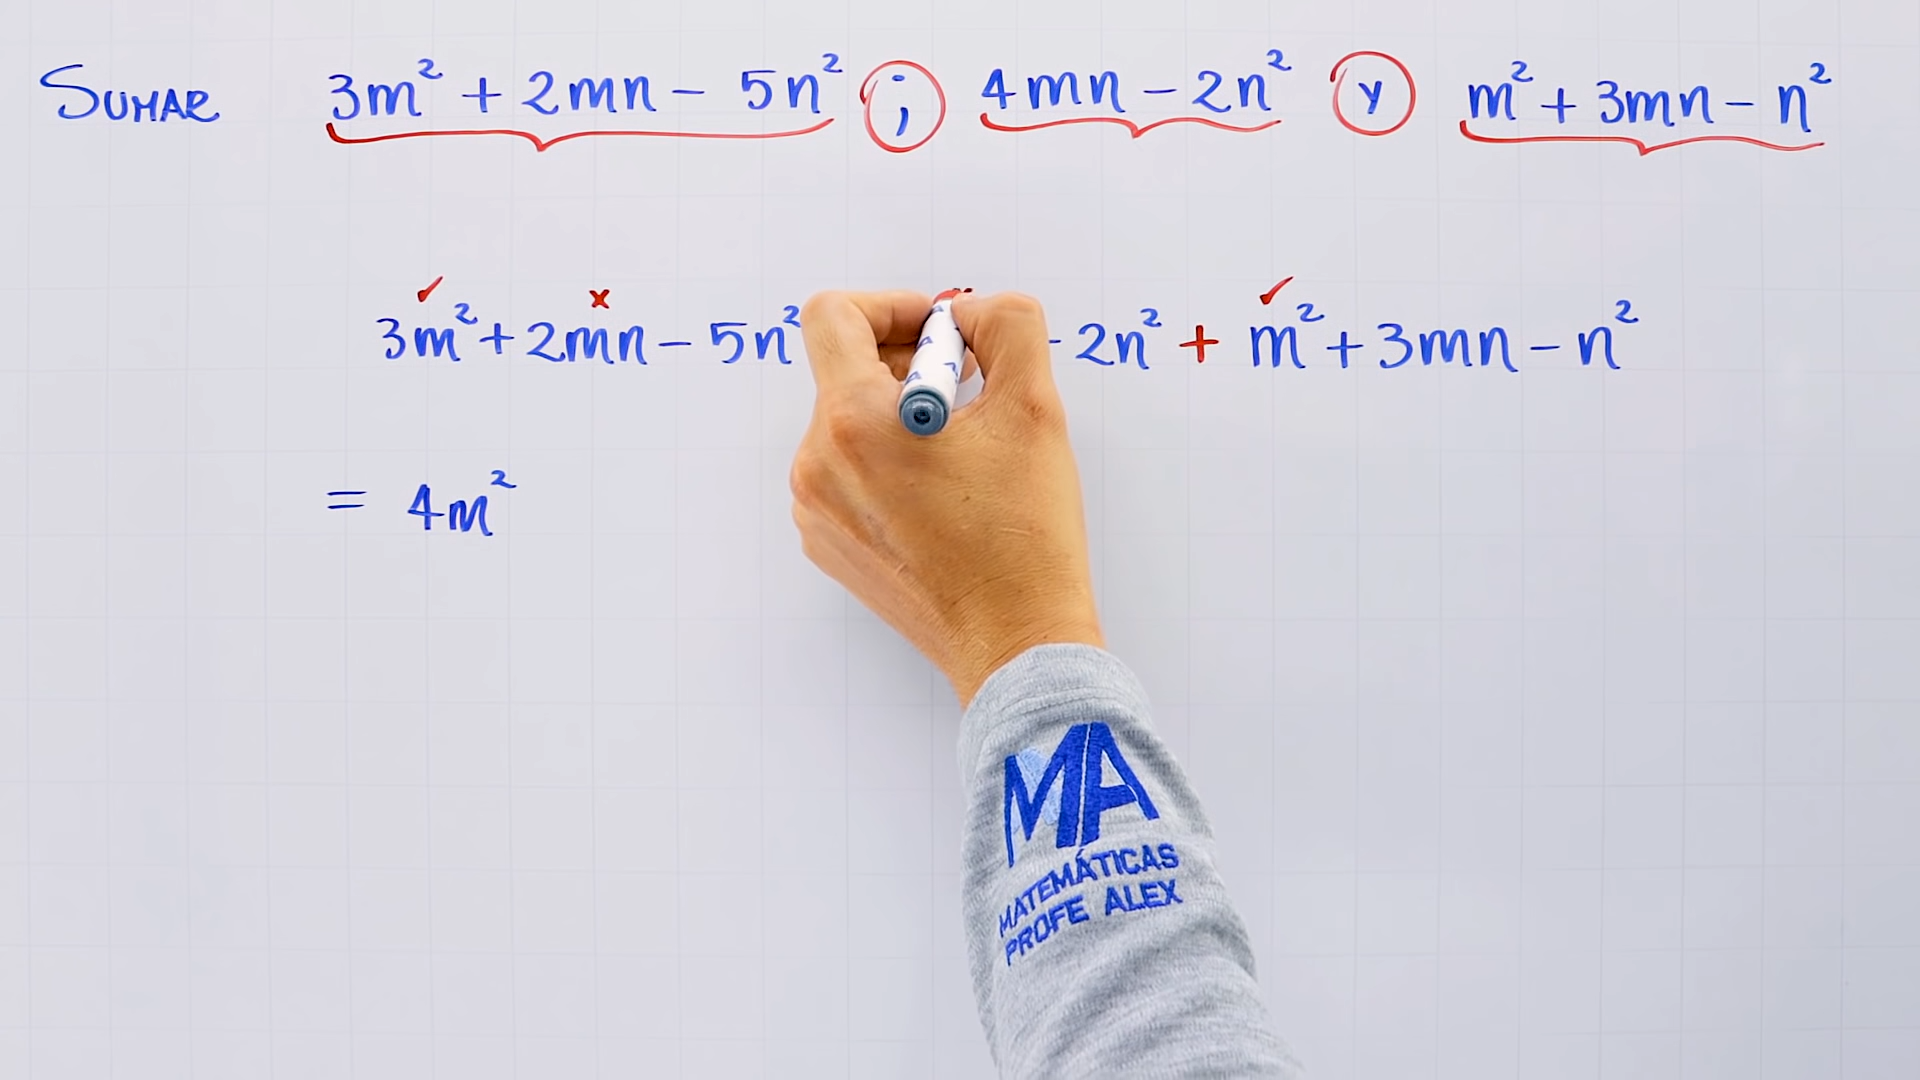 SUMAR 3m² + 2mn - 5n² ; 4mn - 2n² y m² + 3mn - n²
✓ x ✓
3m² + 2mn - 5n² - 2n² + m² + 3mn - n²
= 4m²
MA
MATEMÁTICAS
PROFE ALEX